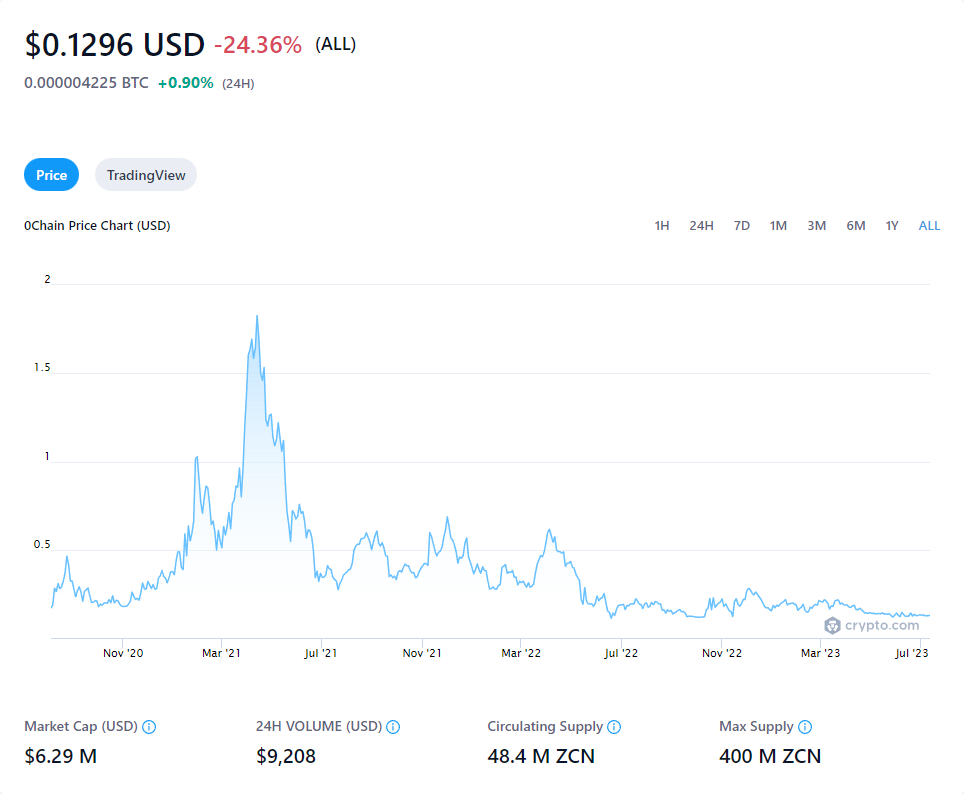 $0.1296 USD -24.36% (ALL)
0.000004225 BTC +0.90% (24H)
Price TradingView
0Chain Price Chart (USD) 1H 24H 7D 1M 3M 6M 1Y ALL
2
1.5
1
0.5
crypto.com
Nov '20 Mar '21 Jul '21 Nov '21 Mar '22 Jul '22 Nov '22 Mar '23 Jul '23
Market Cap (USD) 24H VOLUME (USD) Circulating Supply Max Supply
$6.29 M $9,208 48.4 M ZCN 400 M ZCN